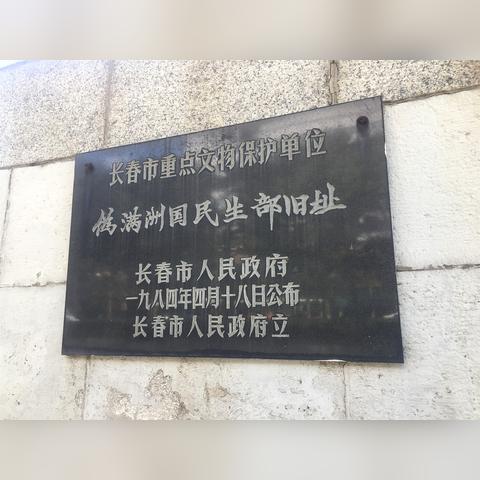 长春市重点文物保护单位
伪满洲国民生部旧址
长春市人民政府
一九八四年四月十八日公布
长春市人民政府立